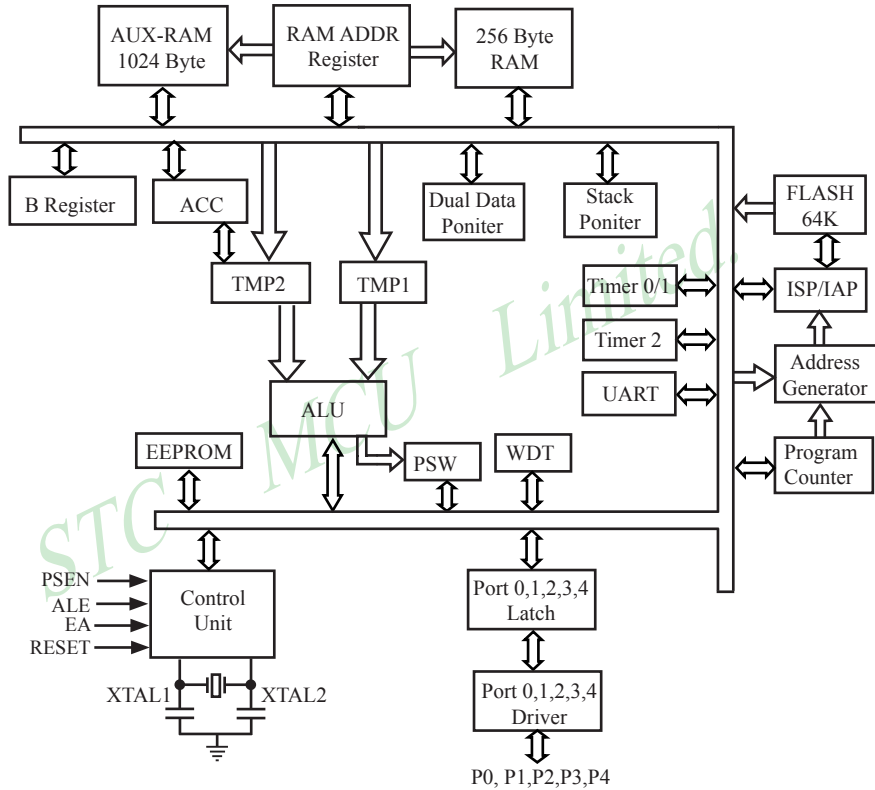 AUX-RAM
1024 Byte
RAM ADDR
Register
256 Byte
RAM
B Register
ACC
Dual Data
Poniter
Stack
Poniter
FLASH
64K
TMP2
TMP1
Timer 0/1
ISP/IAP
Timer 2
Address
Generator
UART
ALU
EEPROM
PSW
WDT
Program
Counter
STC MCU Limited.
PSEN
ALE
EA
RESET
Control
Unit
Port 0,1,2,3,4
Latch
XTAL1
XTAL2
Port 0,1,2,3,4
Driver
P0, P1,P2,P3,P4